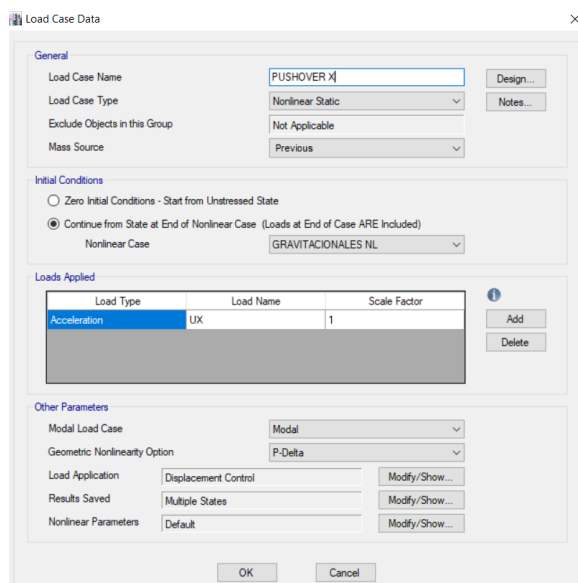 Load Case Data
General
Load Case Name PUSHOVER X Design...
Load Case Type Nonlinear Static Notes...
Exclude Objects in this Group Not Applicable
Mass Source Previous
Initial Conditions
Zero Initial Conditions - Start from Unstressed State
Continue from State at End of Nonlinear Case (Loads at End of Case ARE Included)
Nonlinear Case GRAVITACIONALES NL
Loads Applied
Load Type Load Name Scale Factor
Acceleration UX 1 Add
Delete
Other Parameters
Modal Load Case Modal
Geometric Nonlinearity Option P-Delta
Load Application Displacement Control Modify/Show...
Results Saved Multiple States Modify/Show...
Nonlinear Parameters Default Modify/Show...
OK Cancel